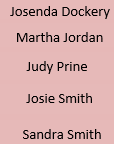 Josenda Dockery
Martha Jordan
Judy Prine
Josie Smith
Sandra Smith